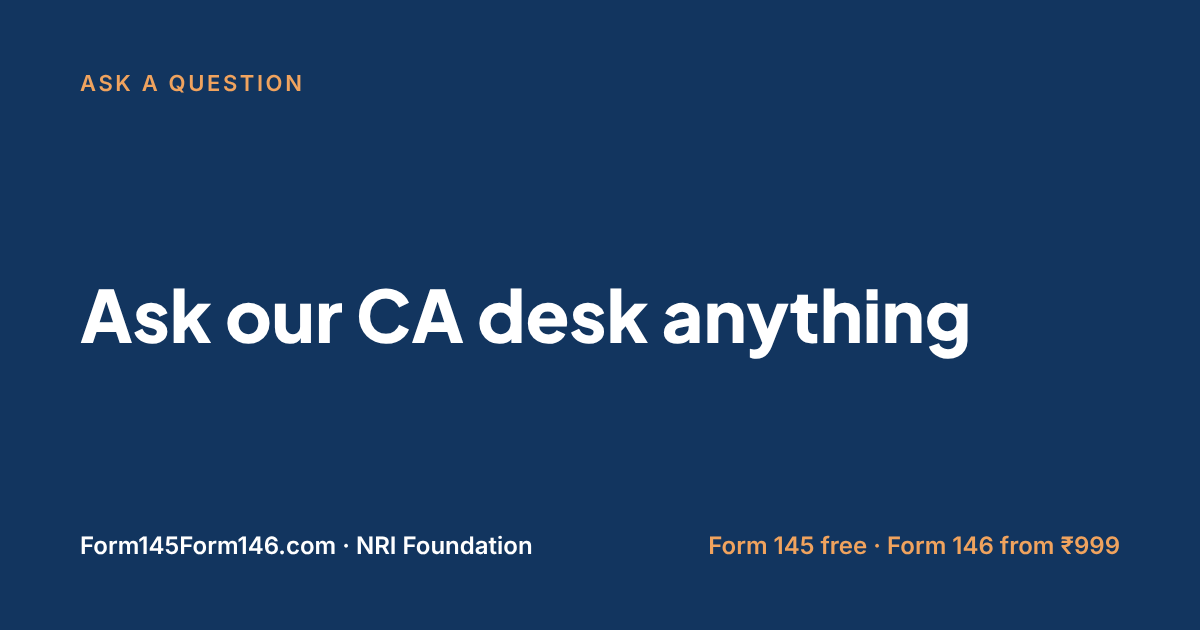 ASK A QUESTION
Ask our CA desk anything
Form145Form146.com · NRI Foundation
Form 145 free · Form 146 from ₹999